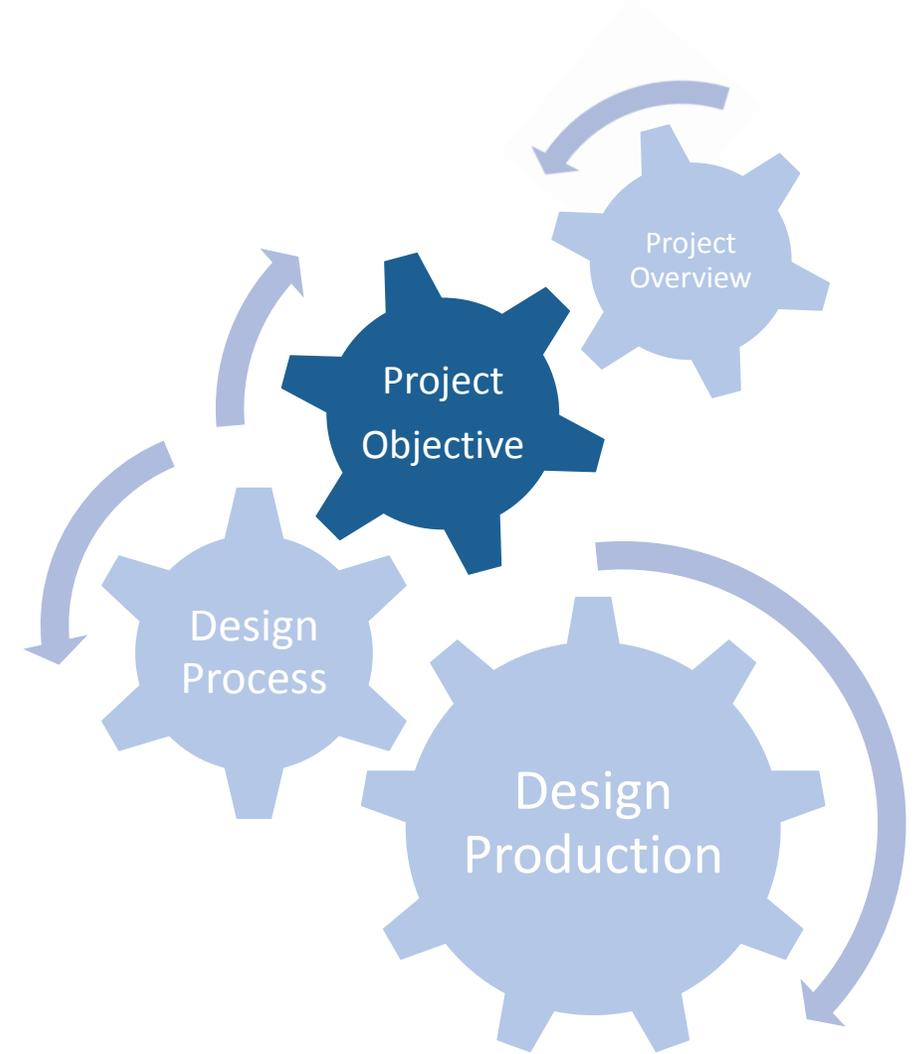 Project
Overview
Project
Objective
Design
Process
Design
Production